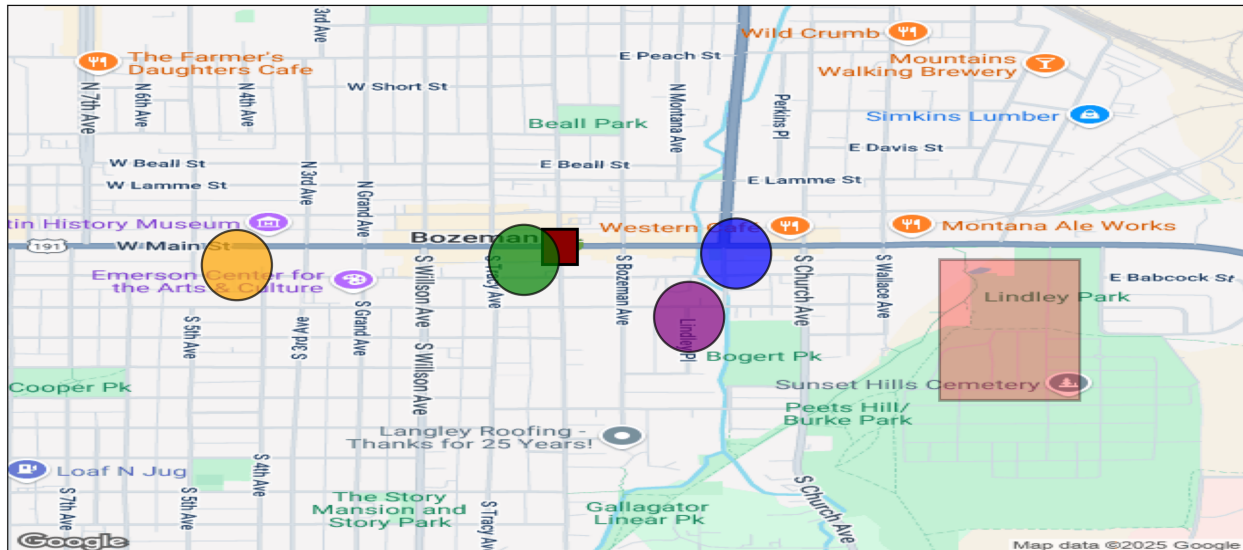 3rd Ave
Wild Crumb
E Peach St
The Farmer's
Daughters Cafe
Mountains
Walking Brewery
N 7th Ave
N 6th Ave
N 4th Ave
W Short St
N Montana Ave
Perkins Pl
Simkins Lumber
Beall Park
E Davis St
W Beall St
E Beall St
N 3rd Ave
W Lamme St
N Grand Ave
E Lamme St
tin History Museum
Western Cafe
Montana Ale Works
191
W Main St
Bozeman
Emerson Center for
the Arts & Culture
S Willson Ave
S Tracy Ave
S Bozeman Ave
S Church Ave
S Wallace Ave
E Babcock St
Lindley Park
S 5th Ave
S 3rd Ave
S Grand Ave
S Willson Ave
Lindley Pl
Bogert Pk
Cooper Pk
Sunset Hills Cemetery
Peets Hill/
Burke Park
Langley Roofing -
Thanks for 25 Years!
Loaf N Jug
S 4th Ave
S 7th Ave
S 5th Ave
The Story
Mansion and
Story Park
S Tracy Av
Gallagator
Linear Pk
S Church Ave
Google
Map data ©2025 Google